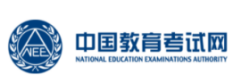 NEEA
中国教育考试网
NATIONAL EDUCATION EXAMINATIONS AUTHORITY